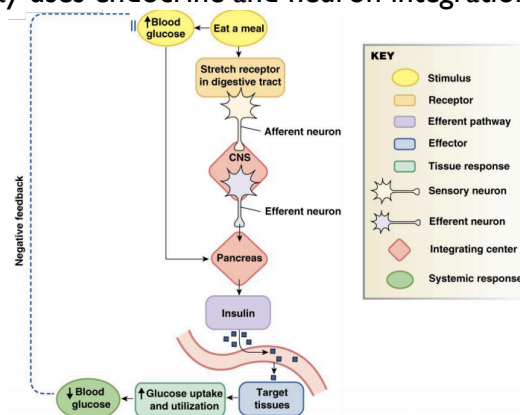 y uses endocrine and neuron integration
↑Blood
glucose
Eat a meal
Stretch receptor
in digestive tract
Afferent neuron
CNS
Efferent neuron
Negative feedback
Pancreas
Insulin
↓Blood
glucose
↑Glucose uptake
and utilization
Target
tissues
KEY
Stimulus
Receptor
Efferent pathway
Effector
Tissue response
Sensory neuron
Efferent neuron
Integrating center
Systemic response